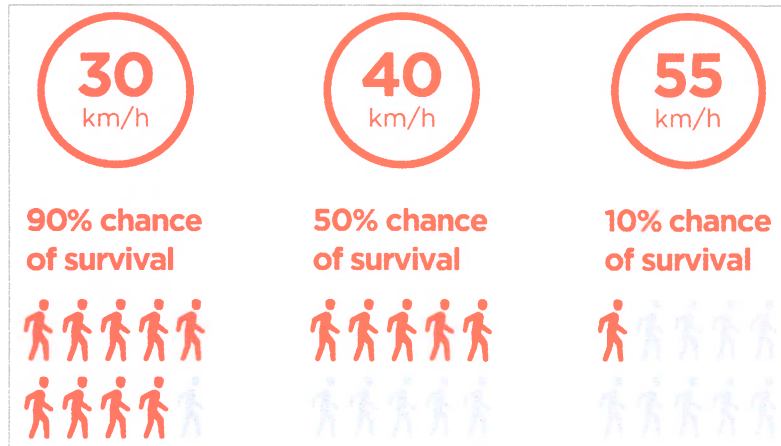 30
km/h
90% chance
of survival
40
km/h
50% chance
of survival
55
km/h
10% chance
of survival